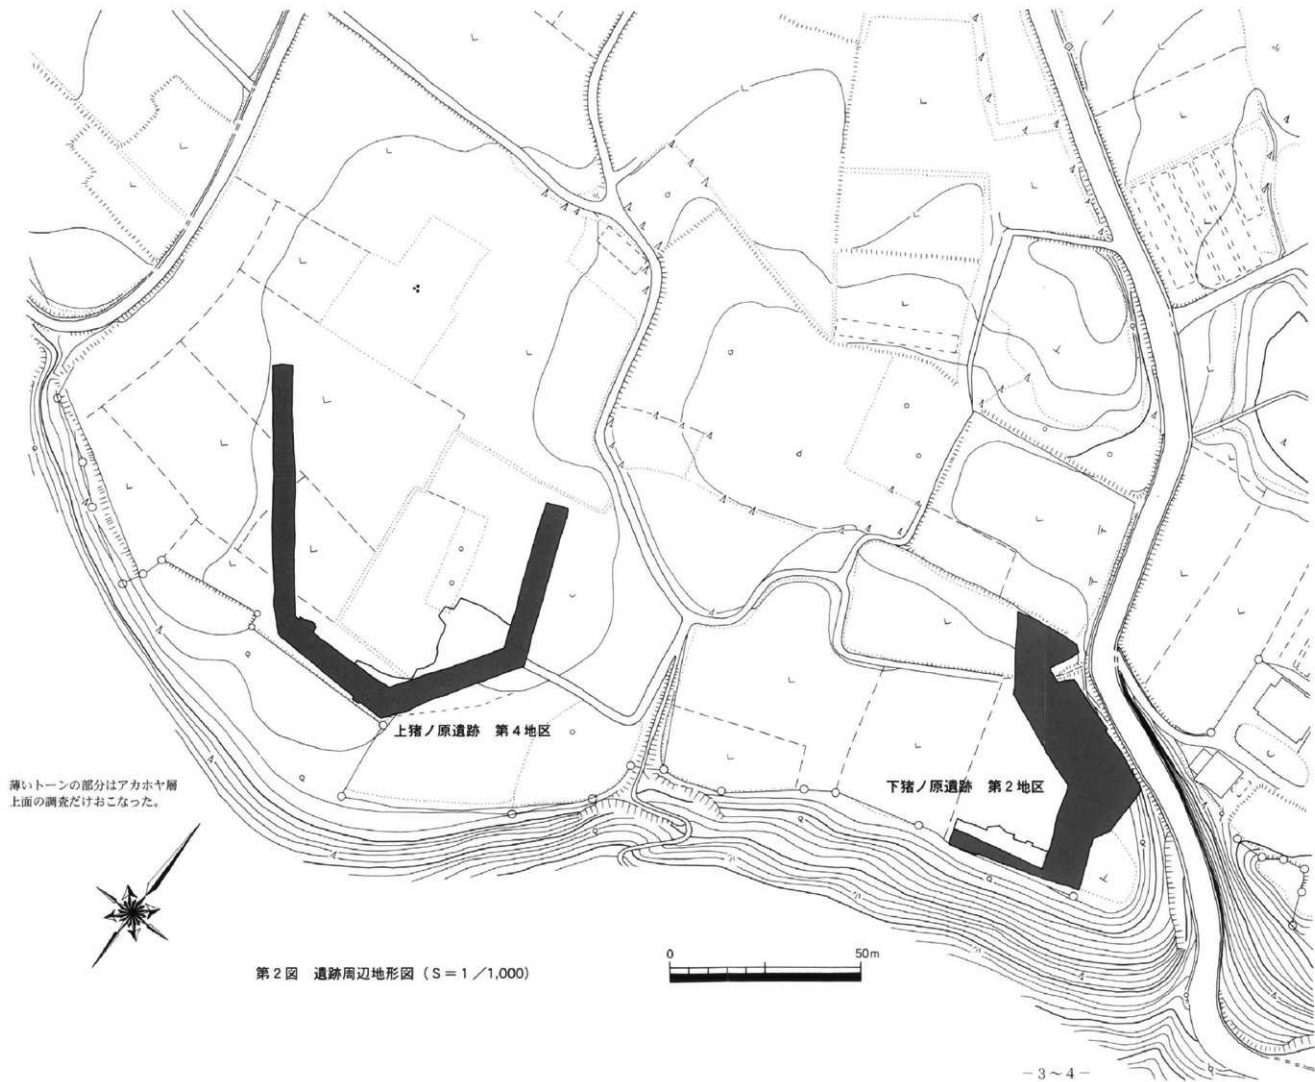 上猪ノ原遺跡　第4地区
薄いトーンの部分はアカホヤ層
上面の調査だけおこなった。
下猪ノ原遺跡　第2地区
第2図　遺跡周辺地形図（S＝1／1,000）
0 50m
－3～4－